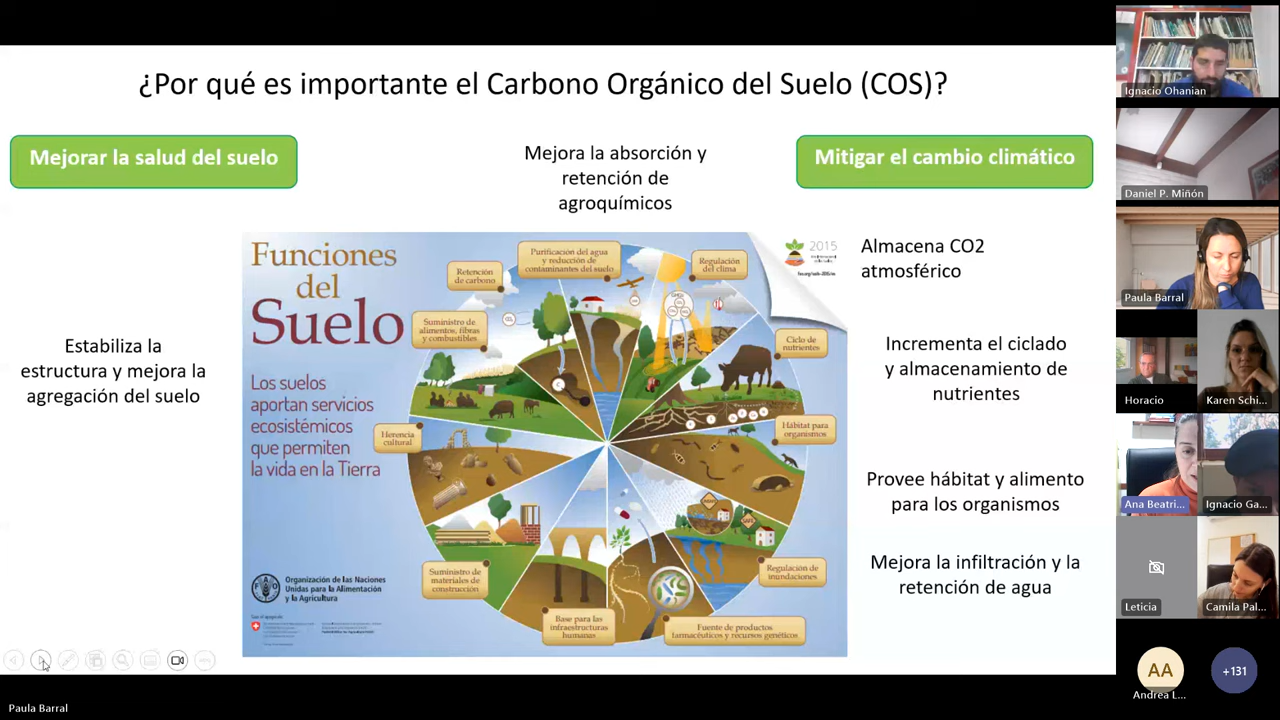 ¿Por qué es importante el Carbono Orgánico del Suelo (COS)?
Mejorar la salud del suelo
Mejora la absorción y
retención de
agroquímicos
Mitigar el cambio climático
Estabiliza la
estructura y mejora la
agregación del suelo
Funciones
del
Suelo
Los suelos
aportan servicios
ecosistémicos
que permiten
la vida en la Tierra
Retención
de carbono
Purificación del agua
y reducción de
contaminantes del suelo
Regulación
del clima
2015
Suministro de
alimentos, fibras
y combustibles
Ciclo de
nutrientes
Herencia
cultural
Hábitat para
organismos
Suministro de
materiales de
construcción
Regulación de
inundaciones
Base para las
infraestructuras
humanas
Fuente de productos
farmacéuticos y recursos genéticos
Organización de las Naciones
Unidas para la Alimentación
y la Agricultura
Almacena CO2
atmosférico
Incrementa el ciclado
y almacenamiento de
nutrientes
Provee hábitat y alimento
para los organismos
Mejora la infiltración y la
retención de agua
Paula Barral
Ignacio Ohanian
Daniel P. Miñón
Paula Barral
Horacio
Karen Schi...
Ana Beatri...
Ignacio Ga...
Leticia
Camila Pal...
AA
+131
Andrea L...